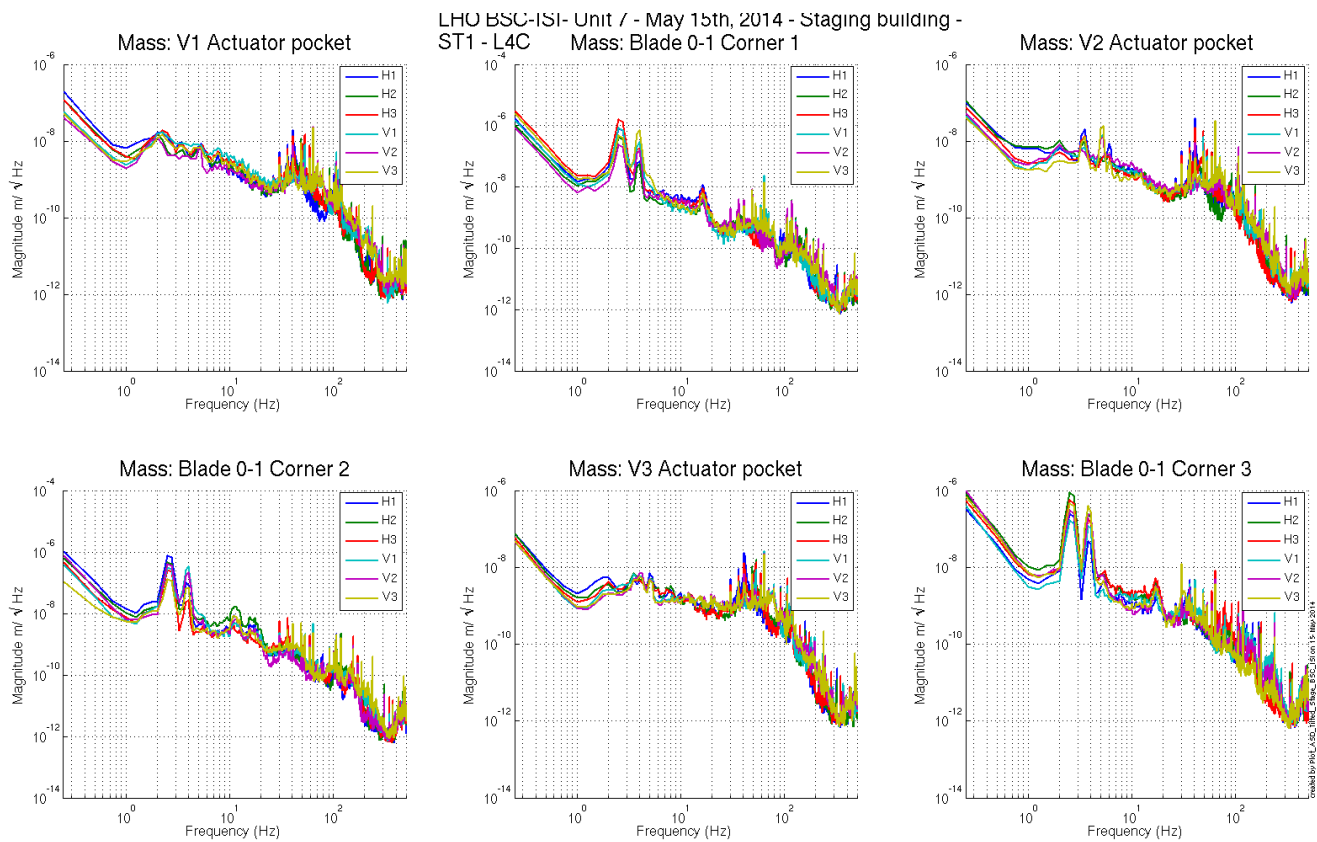 LHO BSC-ISI- Unit 7 - May 15th, 2014 - Staging building -
ST1 - L4C
Mass: V1 Actuator pocket
10^-6
10^-8
10^-10
10^-12
10^-14
Magnitude m/ √ Hz
10^0
10^1
10^2
Frequency (Hz)
H1
H2
H3
V1
V2
V3
Mass: Blade 0-1 Corner 1
10^-4
10^-6
10^-8
10^-10
10^-12
10^-14
Magnitude m/ √ Hz
10^0
10^1
10^2
Frequency (Hz)
H1
H2
H3
V1
V2
V3
Mass: V2 Actuator pocket
10^-6
10^-8
10^-10
10^-12
10^-14
Magnitude m/ √ Hz
10^0
10^1
10^2
Frequency (Hz)
H1
H2
H3
V1
V2
V3
Mass: Blade 0-1 Corner 2
10^-4
10^-6
10^-8
10^-10
10^-12
10^-14
Magnitude m/ √ Hz
10^0
10^1
10^2
Frequency (Hz)
H1
H2
H3
V1
V2
V3
Mass: V3 Actuator pocket
10^-6
10^-8
10^-10
10^-12
10^-14
Magnitude m/ √ Hz
10^0
10^1
10^2
Frequency (Hz)
H1
H2
H3
V1
V2
V3
Mass: Blade 0-1 Corner 3
10^-6
10^-8
10^-10
10^-12
10^-14
Magnitude m/ √ Hz
10^0
10^1
10^2
Frequency (Hz)
H1
H2
H3
V1
V2
V3
created by Plot_ASD_Tilted_Stage_BSC_ISI on 15-May-2014